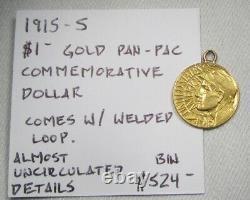 1915-S
$1- GOLD PAN-PAC
COMMEMORATIVE
DOLLAR
COMES W/ WELDED
LOOP.
ALMOST BIN
UNCIRCULATED
DETAILS $/524-